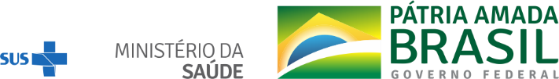 SUS
MINISTÉRIO DA
SAÚDE
PÁTRIA AMADA
BRASIL
GOVERNO FEDERAL